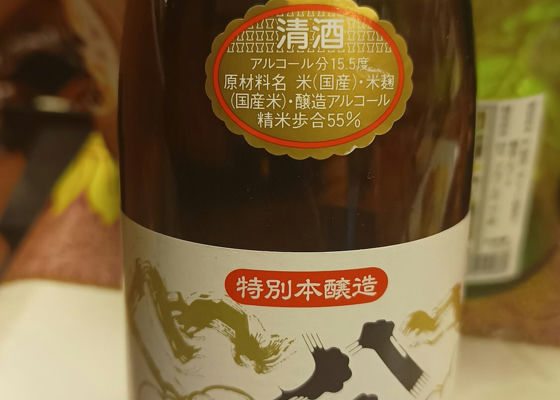 清酒
アルコール分15.5度
原材料名 米(国産)・米麹
(国産米)・醸造アルコール
精米歩合55%
特別本醸造
八